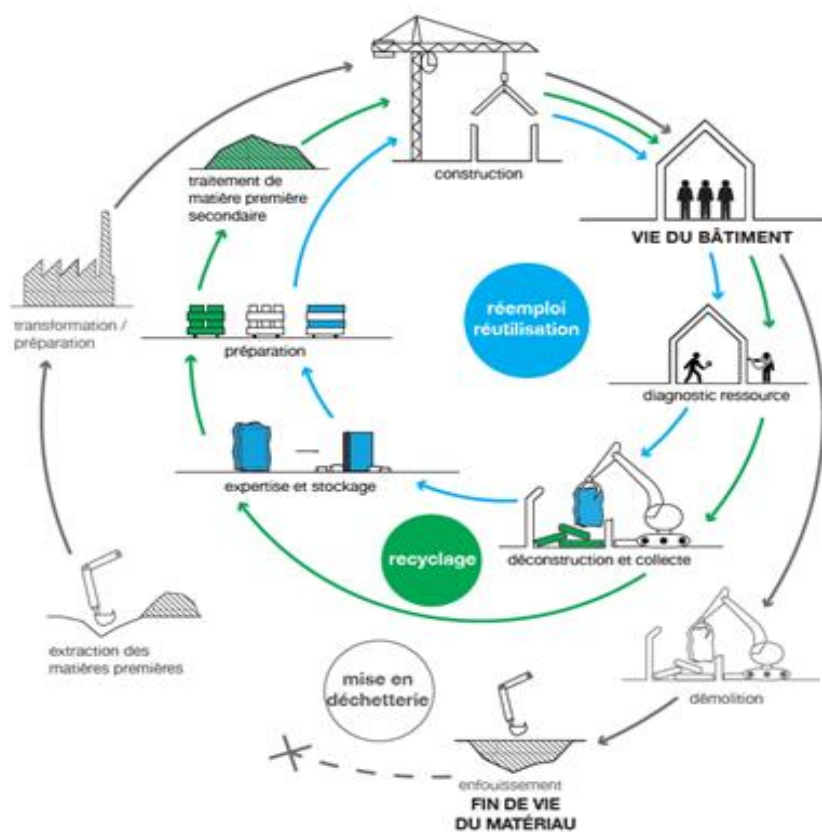 construction
VIE DU BÂTIMENT
traitement de
matière première
secondaire
réemploi
réutilisation
transformation /
préparation
préparation
diagnostic ressource
expertise et stockage
recyclage
déconstruction et collecte
extraction des
matières premières
mise en
déchetterie
démolition
enfouissement
FIN DE VIE
DU MATÉRIAU